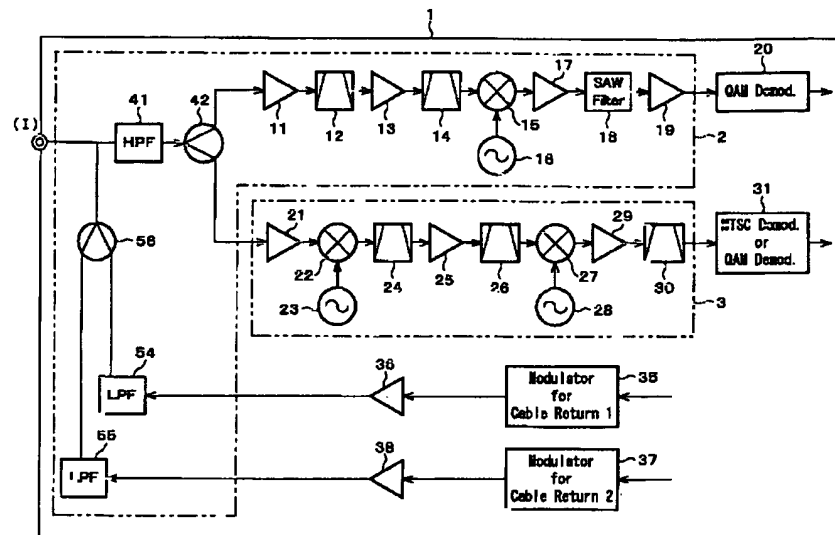 1
41
42
(I)
HPF
11
12
13
14
15
16
17
SAW
Filter
18
19
20
QAM Demod.
2
56
21
22
23
24
25
26
27
28
29
30
31
NTSC Demod.
or
QAM Demod.
3
54
LPF
36
Modulator
for
Cable Return 1
35
55
LPF
38
Modulator
for
Cable Return 2
37